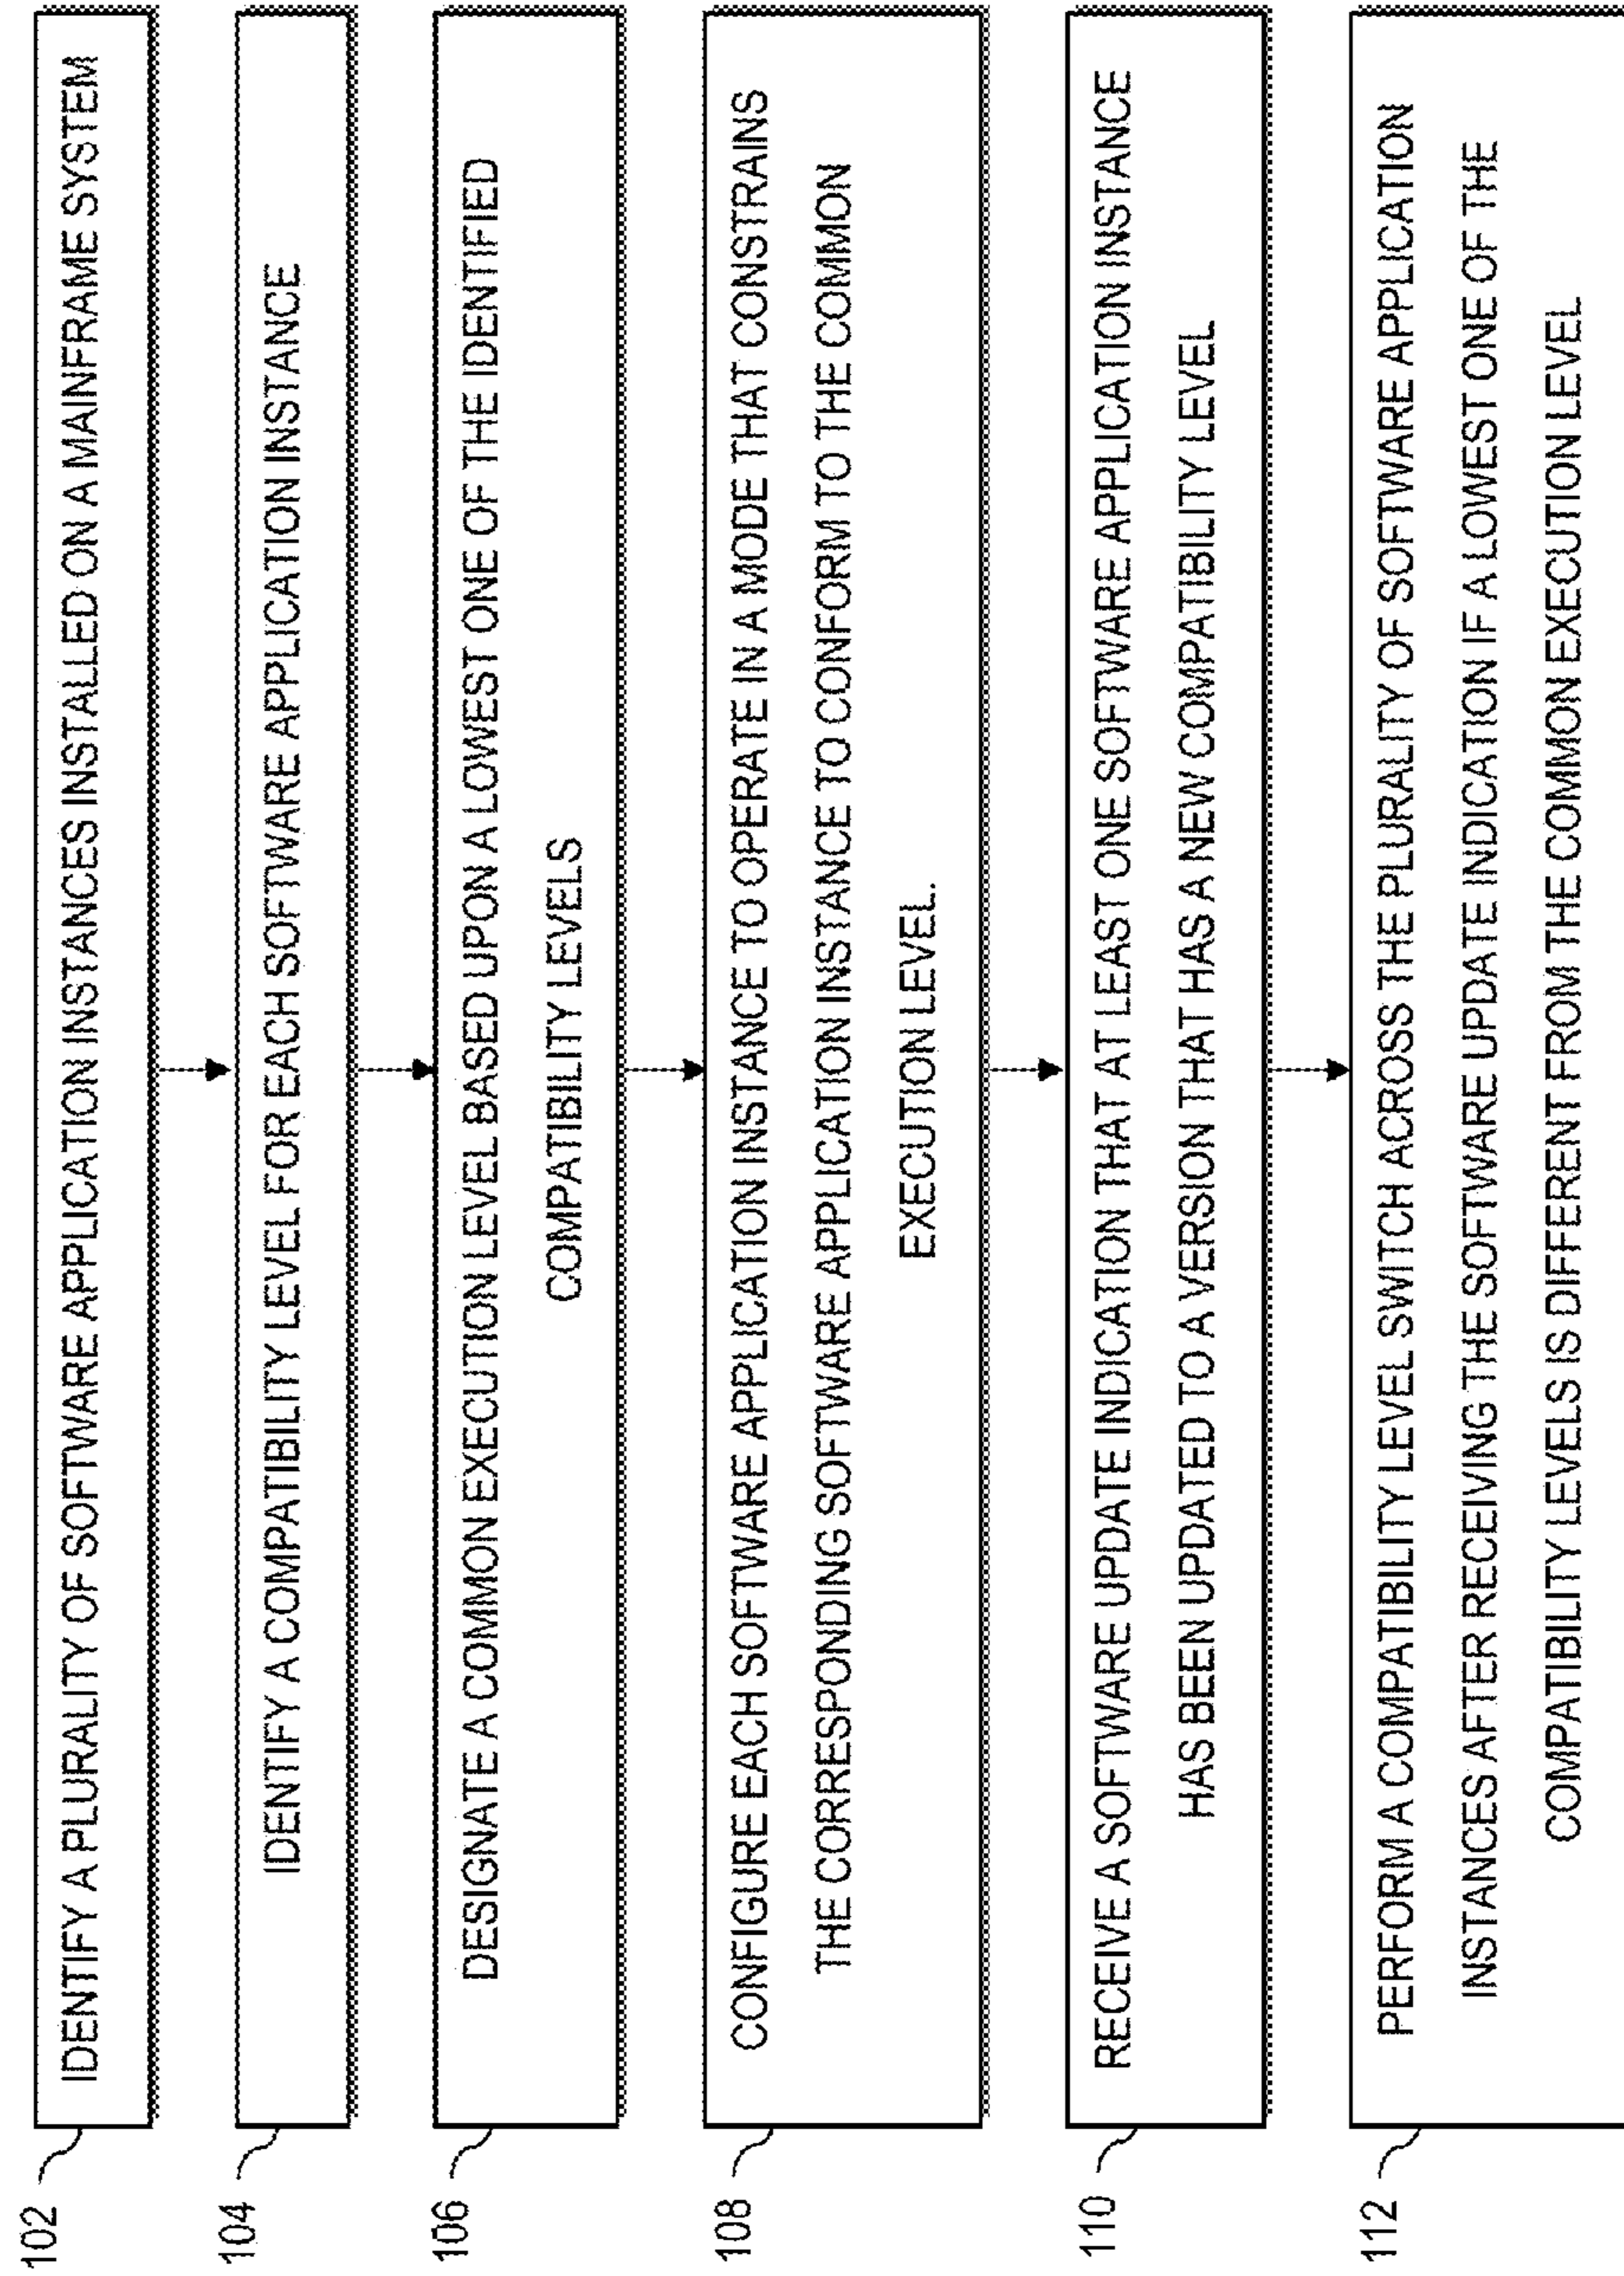 102
IDENTIFY A PLURALITY OF SOFTWARE APPLICATION INSTANCES INSTALLED ON A MAINFRAME SYSTEM
104
IDENTIFY A COMPATIBILITY LEVEL FOR EACH SOFTWARE APPLICATION INSTANCE
106
DESIGNATE A COMMON EXECUTION LEVEL BASED UPON A LOWEST ONE OF THE IDENTIFIED
COMPATIBILITY LEVELS
108
CONFIGURE EACH SOFTWARE APPLICATION INSTANCE TO OPERATE IN A MODE THAT CONSTRAINS
THE CORRESPONDING SOFTWARE APPLICATION INSTANCE TO CONFORM TO THE COMMON
EXECUTION LEVEL.
110
RECEIVE A SOFTWARE UPDATE INDICATION THAT AT LEAST ONE SOFTWARE APPLICATION INSTANCE
HAS BEEN UPDATED TO A VERSION THAT HAS A NEW COMPATIBILITY LEVEL
112
PERFORM A COMPATIBILITY LEVEL SWITCH ACROSS THE PLURALITY OF SOFTWARE APPLICATION
INSTANCES AFTER RECEIVING THE SOFTWARE UPDATE INDICATION IF A LOWEST ONE OF THE
COMPATIBILITY LEVELS IS DIFFERENT FROM THE COMMON EXECUTION LEVEL